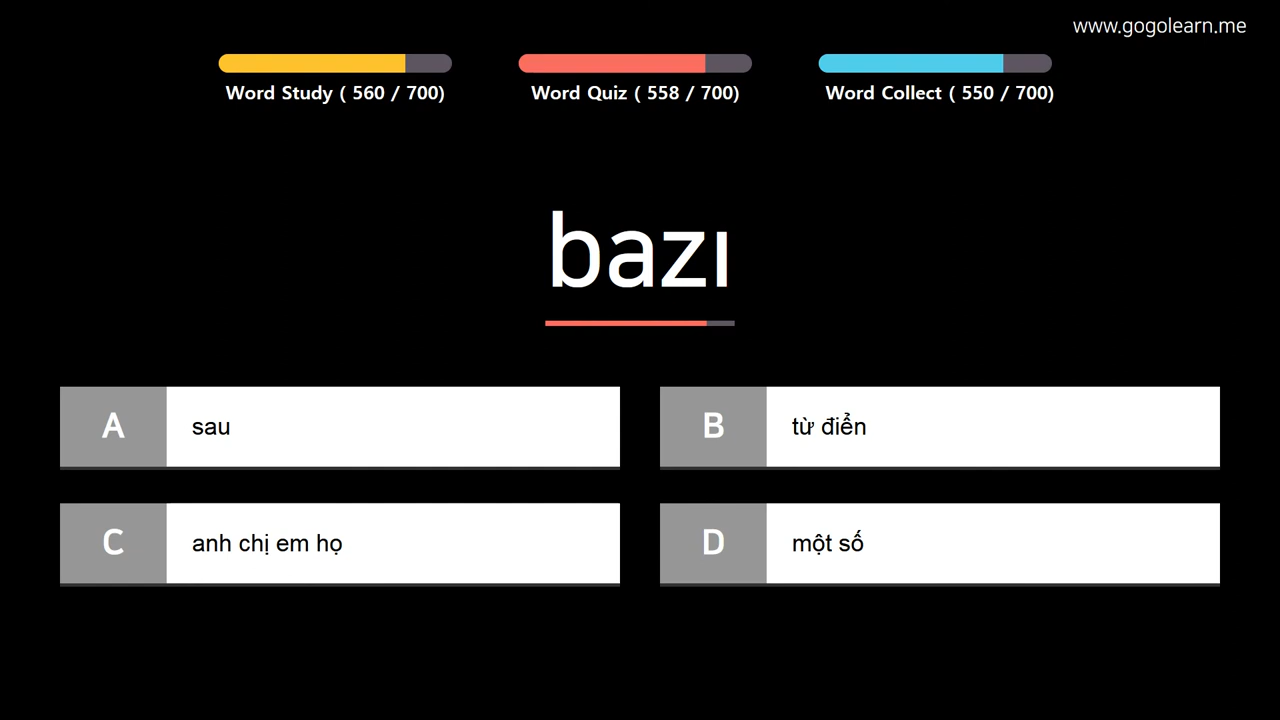 www.gogolearn.me
Word Study ( 560 / 700)
Word Quiz ( 558 / 700)
Word Collect ( 550 / 700)
bazı
A
sau
B
từ điển
C
anh chị em họ
D
một số